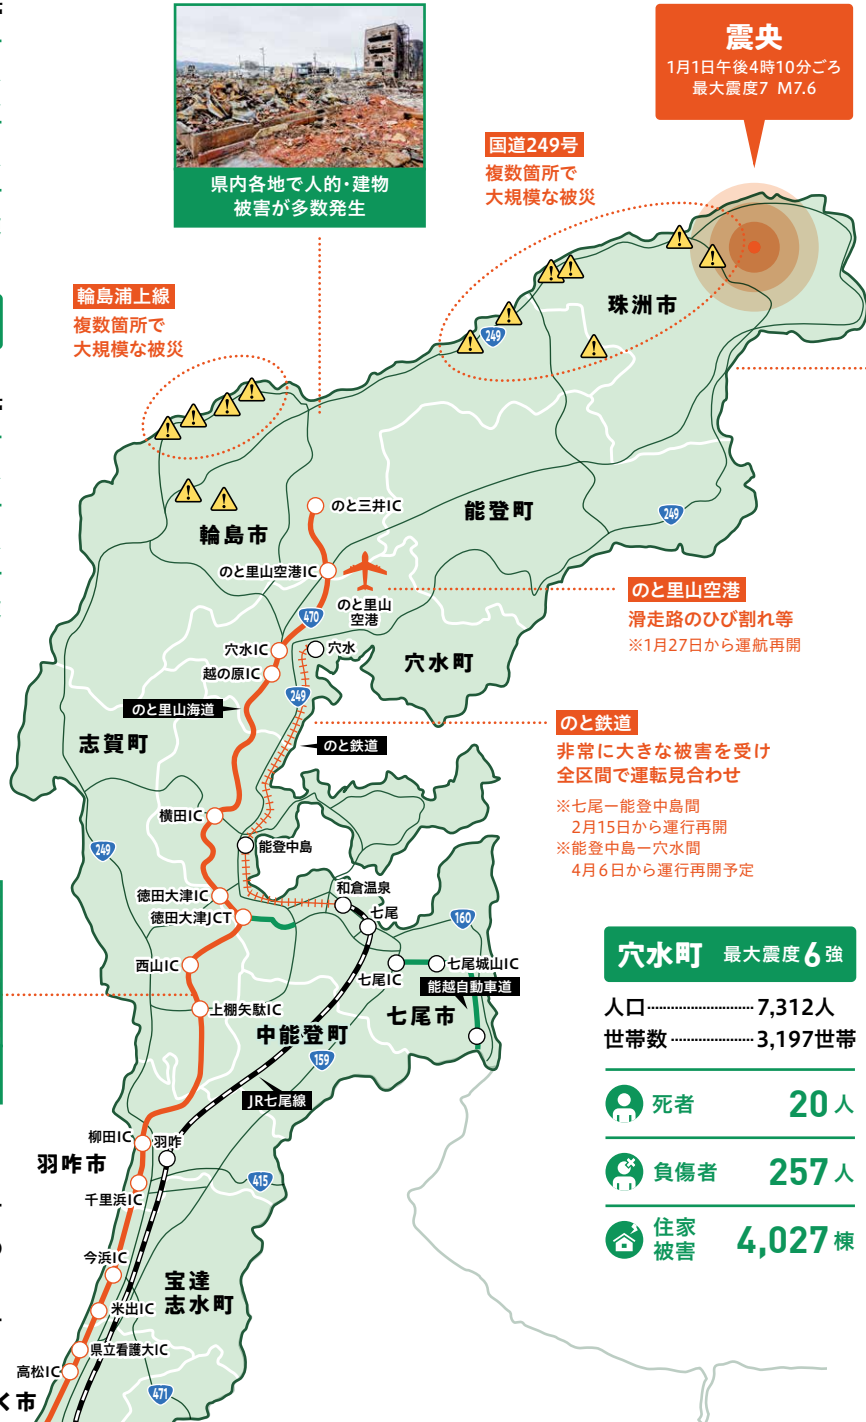 震央
1月1日午後4時10分ごろ
最大震度7 M7.6
県内各地で人的・建物
被害が多数発生
国道249号
複数箇所で
大規模な被災
輪島浦上線
複数箇所で
大規模な被災
珠洲市
249
能登町
249
輪島市
のと三井IC
のと里山空港IC
のと里山
空港
470
のと里山空港
滑走路のひび割れ等
※1月27日から運航再開
穴水IC
穴水
越の原IC
穴水町
249
のと里山海道
志賀町
のと鉄道
のと鉄道
非常に大きな被害を受け
全区間で運転見合わせ
※七尾ー能登中島間
2月15日から運行再開
※能登中島ー穴水間
4月6日から運行再開予定
横田IC
能登中島
249
徳田大津IC
和倉温泉
徳田大津JCT
七尾
160
西山IC
七尾IC
七尾城山IC
能越自動車道
上棚矢駄IC
七尾市
中能登町
159
JR七尾線
穴水町 最大震度6強
人口 7,312人
世帯数 3,197世帯
死者 20人
負傷者 257人
住家
被害 4,027棟
柳田IC
羽咋
羽咋市
千里浜IC
415
今浜IC
宝達
志水町
米出IC
県立看護大IC
高松IC
471
く市